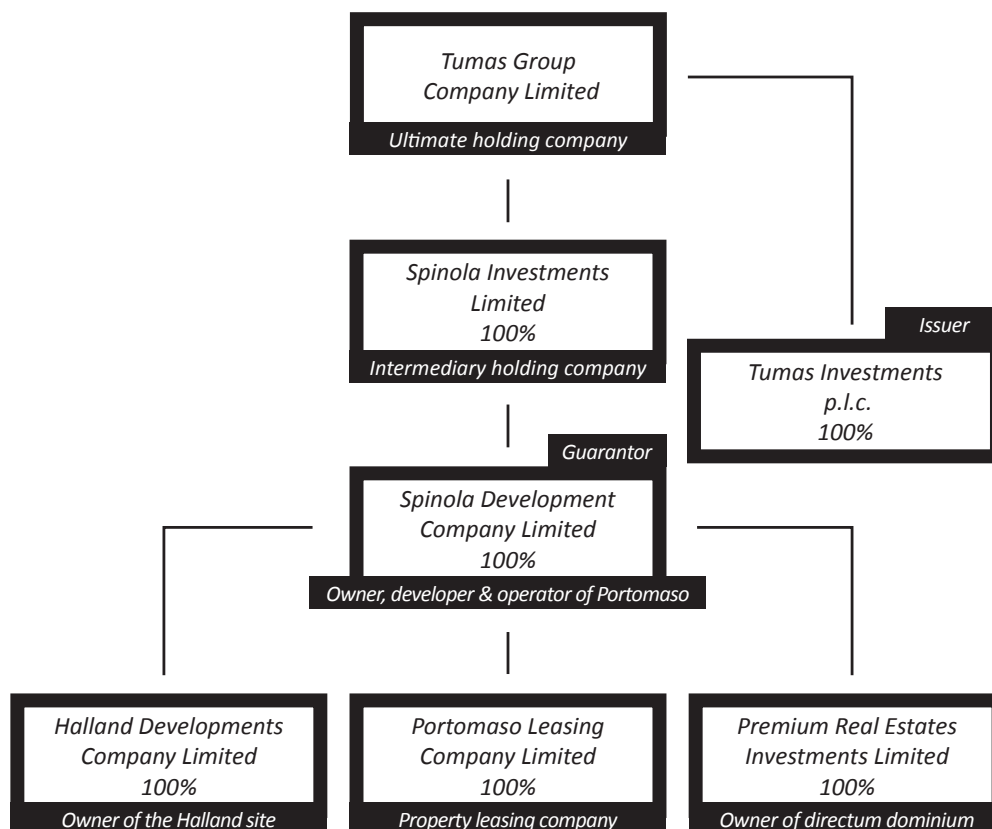 Tumas Group
Company Limited
Ultimate holding company
Spinola Investments
Limited
100%
Intermediary holding company
Issuer
Tumas Investments
p.l.c.
100%
Guarantor
Spinola Development
Company Limited
100%
Owner, developer & operator of Portomaso
Halland Developments
Company Limited
100%
Owner of the Halland site
Portomaso Leasing
Company Limited
100%
Property leasing company
Premium Real Estates
Investments Limited
100%
Owner of directum dominium